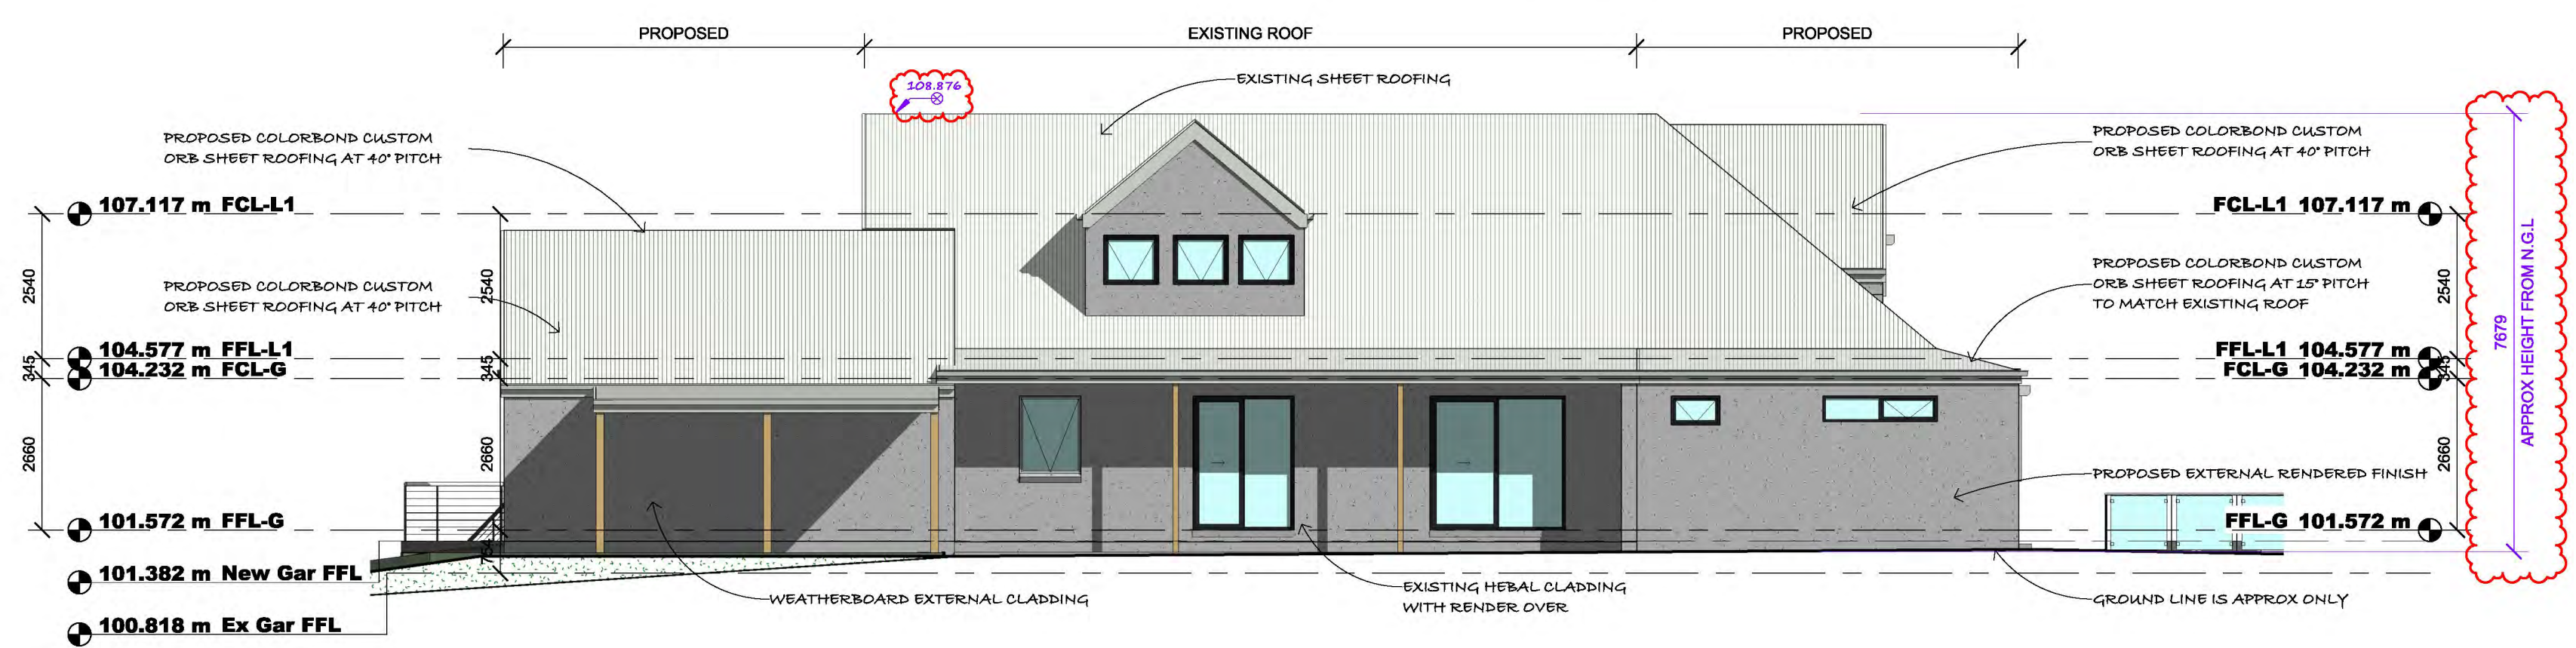 PROPOSED
EXISTING ROOF
PROPOSED
108.876
EXISTING SHEET ROOFING
PROPOSED COLORBOND CUSTOM
ORB SHEET ROOFING AT 40° PITCH
PROPOSED COLORBOND CUSTOM
ORB SHEET ROOFING AT 40° PITCH
107.117 m FCL-L1
FCL-L1 107.117 m
PROPOSED COLORBOND CUSTOM
ORB SHEET ROOFING AT 40° PITCH
PROPOSED COLORBOND CUSTOM
ORB SHEET ROOFING AT 15° PITCH
TO MATCH EXISTING ROOF
2540
2540
2540
7679
APPROX HEIGHT FROM N.G.L
104.577 m FFL-L1
FFL-L1 104.577 m
345
345
345
104.232 m FCL-G
FCL-G 104.232 m
2660
2660
2660
PROPOSED EXTERNAL RENDERED FINISH
101.572 m FFL-G
FFL-G 101.572 m
754
101.382 m New Gar FFL
WEATHERBOARD EXTERNAL CLADDING
EXISTING HEBAL CLADDING
WITH RENDER OVER
GROUND LINE IS APPROX ONLY
100.818 m Ex Gar FFL